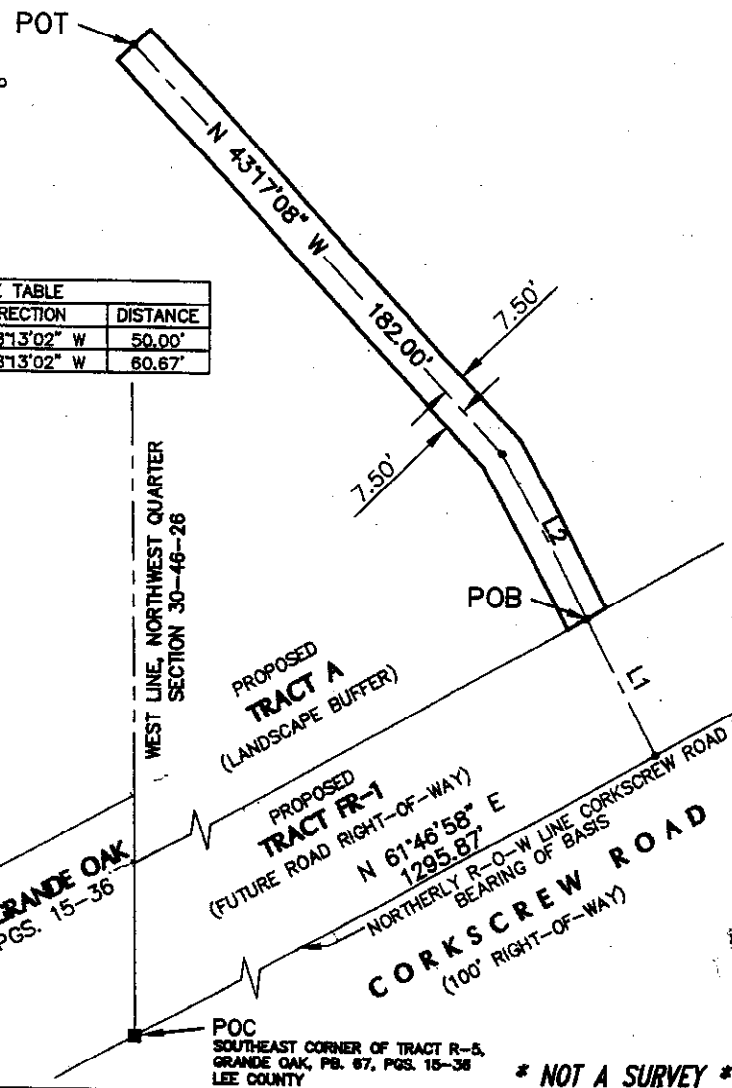 POT
N 43°17'08" W
182.00'
7.50'
7.50'
TABLE
RECTION DISTANCE
13'02" W 50.00'
13'02" W 60.67'
WEST LINE, NORTHWEST QUARTER
SECTION 30-46-26
L2
POB
L1
PROPOSED
TRACT A
(LANDSCAPE BUFFER)
PROPOSED
TRACT FR-1
(FUTURE ROAD RIGHT-OF-WAY)
N 61°46'58" E
1295.87'
NORTHERLY R-O-W LINE CORKSCREW ROAD
BEARING OF BASIS
CORKSCREW ROAD
(100' RIGHT-OF-WAY)
GRANDE OAK
PGS. 15-36
POC
SOUTHEAST CORNER OF TRACT R-5,
GRANDE OAK, PB. 67, PGS. 15-36
LEE COUNTY
* NOT A SURVEY *